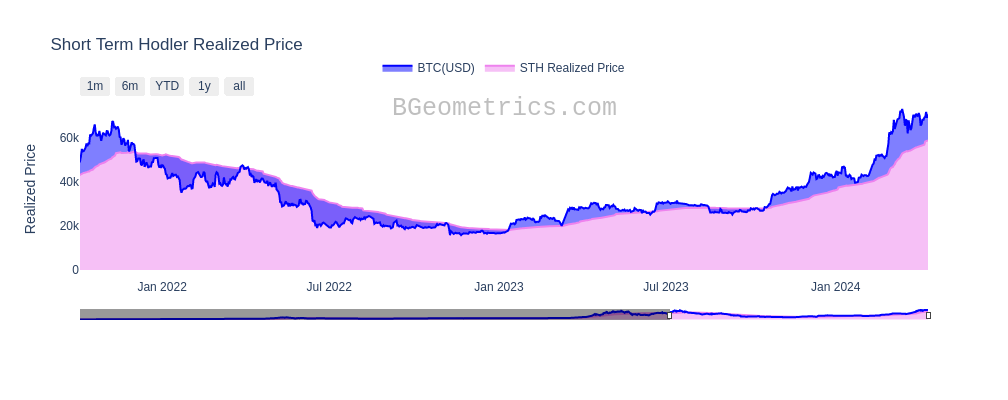 Short Term Hodler Realized Price
BTC(USD) STH Realized Price
1m 6m YTD 1y all
BGeometrics.com
Realized Price
60k
40k
20k
0
Jan 2022 Jul 2022 Jan 2023 Jul 2023 Jan 2024